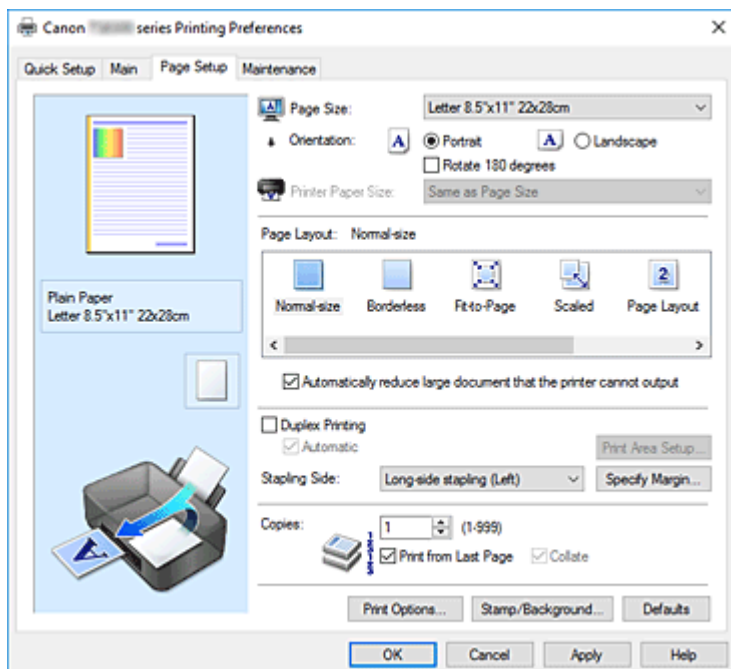 Canon series Printing Preferences
Quick Setup Main Page Setup Maintenance
Page Size: Letter 8.5"x11" 22x28cm
Orientation: A Portrait A Landscape
Rotate 180 degrees
Printer Paper Size: Same as Page Size
Page Layout: Normal-size
Normal-size Borderless Fit-to-Page Scaled Page Layout
Plain Paper
Letter 8.5"x11" 22x28cm
Automatically reduce large document that the printer cannot output
Duplex Printing
Automatic
Print Area Setup...
Stapling Side: Long-side stapling (Left) Specify Margin...
Copies: 1 (1-999)
Print from Last Page Collate
Print Options... Stamp/Background... Defaults
OK Cancel Apply Help